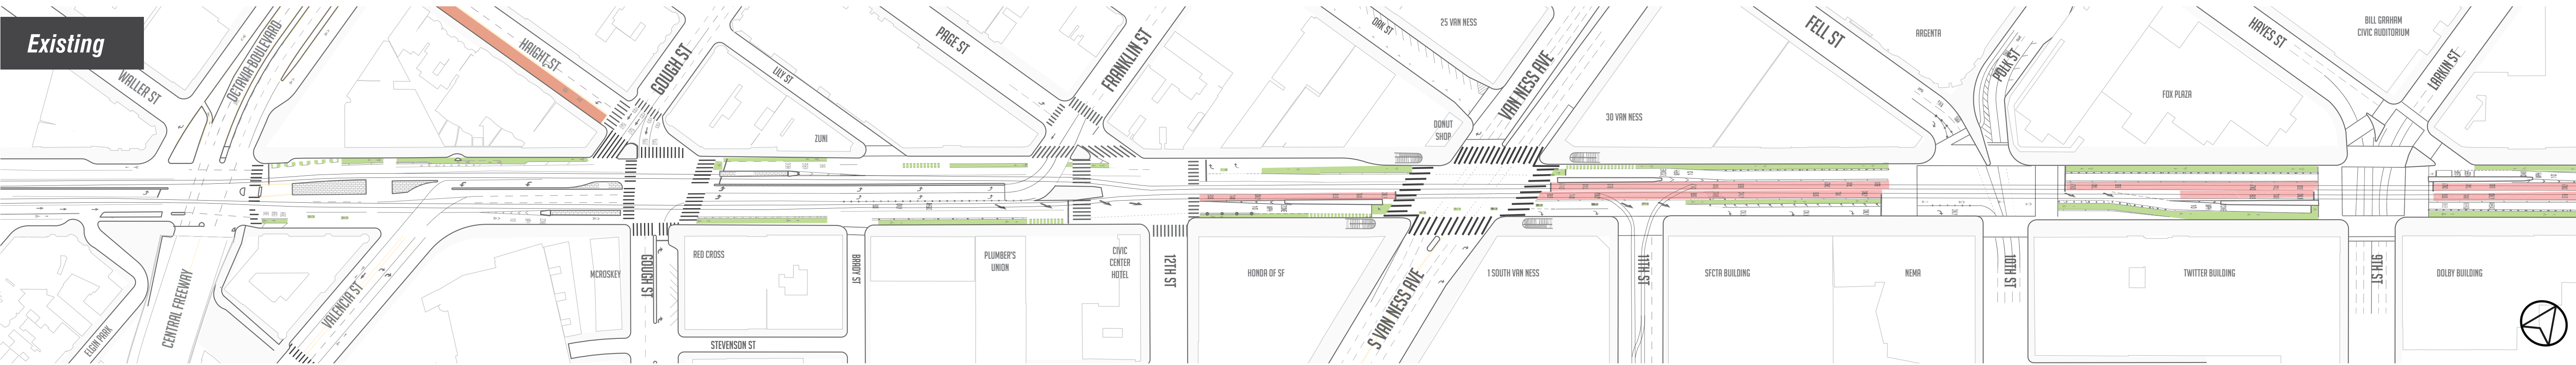 Existing
WALLER ST
OCTAVIA BOULEVARD
HAIGHT ST
GOUGH ST
LILY ST
ZUNI
PAGE ST
FRANKLIN ST
OAK ST
25 VAN NESS
DONUT
SHOP
VAN NESS AVE
30 VAN NESS
FELL ST
ARGENTA
POLK ST
FOX PLAZA
HAYES ST
BILL GRAHAM
CIVIC AUDITORIUM
LARKIN ST
ELGIN PARK
CENTRAL FREEWAY
VALENCIA ST
MCROSKEY
GOUGH ST
RED CROSS
STEVENSON ST
BRADY ST
PLUMBER'S
UNION
CIVIC
CENTER
HOTEL
12TH ST
HONDA OF SF
S VAN NESS AVE
1 SOUTH VAN NESS
11TH ST
SFCTA BUILDING
NEMA
10TH ST
TWITTER BUILDING
9TH ST
DOLBY BUILDING